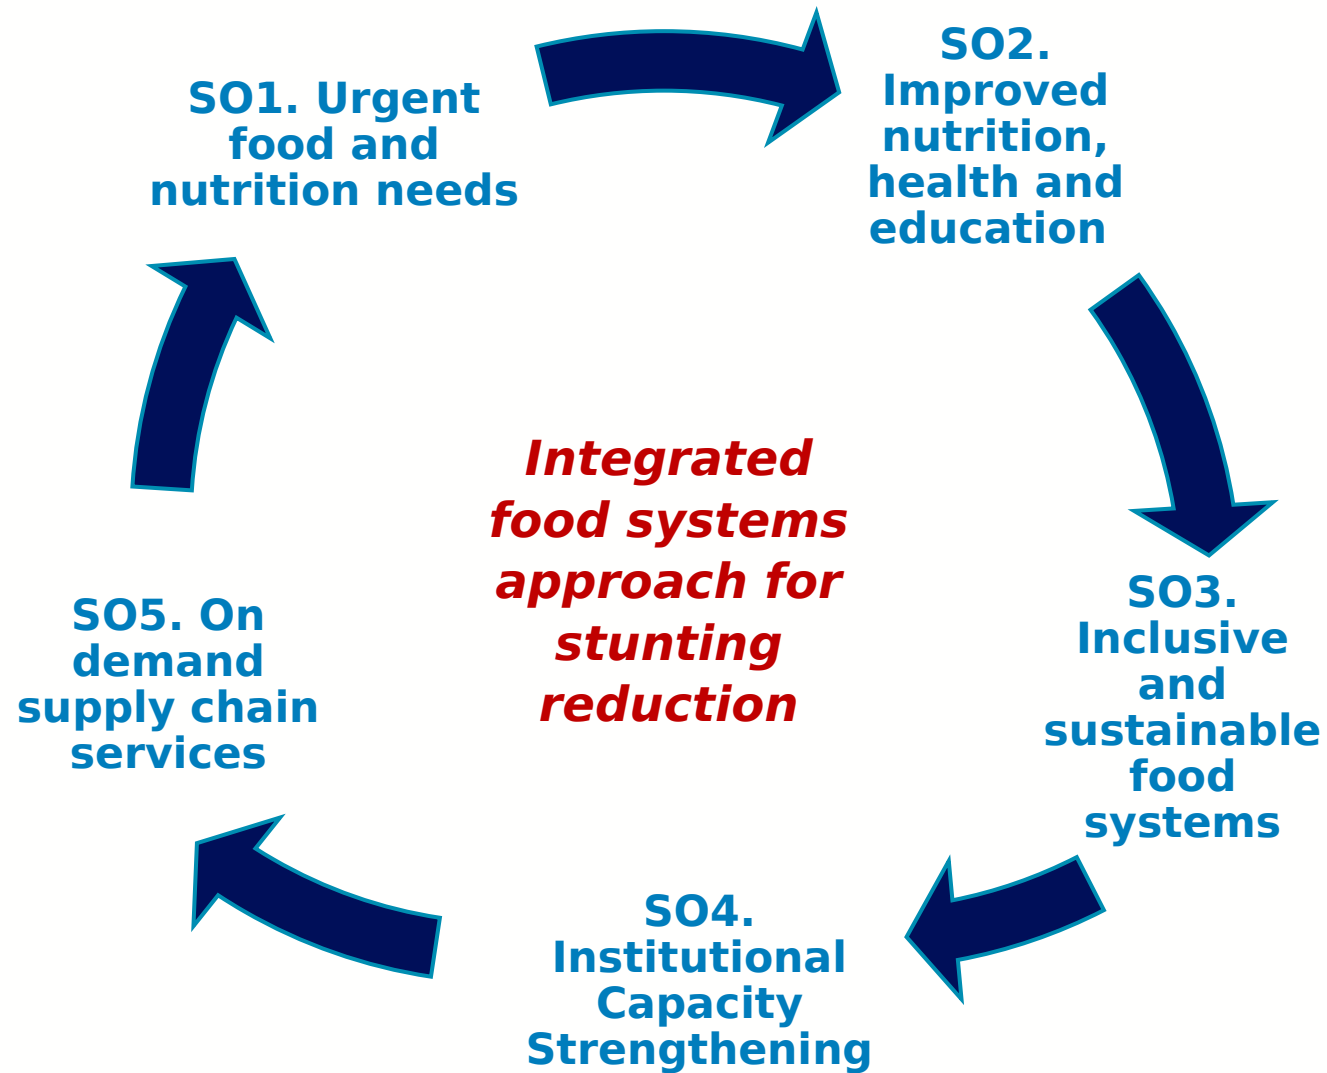 SO1. Urgent
food and
nutrition needs
SO2.
Improved
nutrition,
health and
education
SO3.
Inclusive
and
sustainable
food
systems
SO4.
Institutional
Capacity
Strengthening
SO5. On
demand
supply chain
services
Integrated
food systems
approach for
stunting
reduction